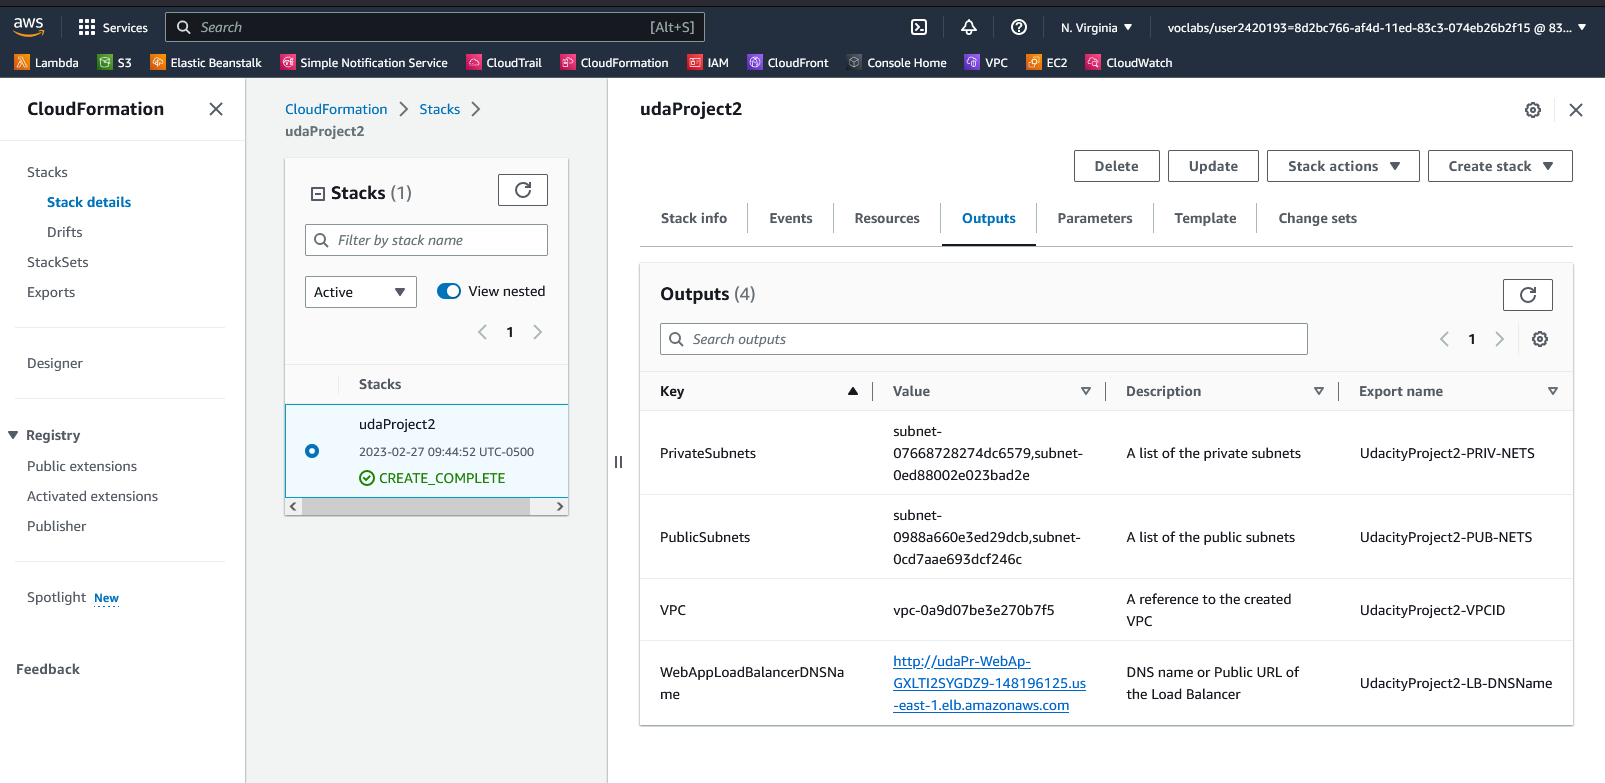 aws
Services
Search
[Alt+S]
N. Virginia
voclabs/user2420193=8d2bc766-af4d-11ed-83c3-074eb26b2f15 @ 83...
Lambda
S3
Elastic Beanstalk
Simple Notification Service
CloudTrail
CloudFormation
IAM
CloudFront
Console Home
VPC
EC2
CloudWatch
CloudFormation
Stacks
Stack details
Drifts
StackSets
Exports
Designer
Registry
Public extensions
Activated extensions
Publisher
Spotlight New
Feedback
CloudFormation
Stacks
udaProject2
Stacks (1)
Filter by stack name
Active
View nested
1
Stacks
udaProject2
2023-02-27 09:44:52 UTC-0500
CREATE_COMPLETE
udaProject2
Delete
Update
Stack actions
Create stack
Stack info
Events
Resources
Outputs
Parameters
Template
Change sets
Outputs (4)
Search outputs
1
Key
Value
Description
Export name
PrivateSubnets
subnet-
07668728274dc6579,subnet-
0ed88002e023bad2e
A list of the private subnets
UdacityProject2-PRIV-NETS
PublicSubnets
subnet-
0988a660e3ed29dcb,subnet-
0cd7aae693dcf246c
A list of the public subnets
UdacityProject2-PUB-NETS
VPC
vpc-0a9d07be3e270b7f5
A reference to the created
VPC
UdacityProject2-VPCID
WebAppLoadBalancerDNSNa
me
http://udaPr-WebAp-
GXLTI2SYGDZ9-148196125.us
-east-1.elb.amazonaws.com
DNS name or Public URL of
the Load Balancer
UdacityProject2-LB-DNSName